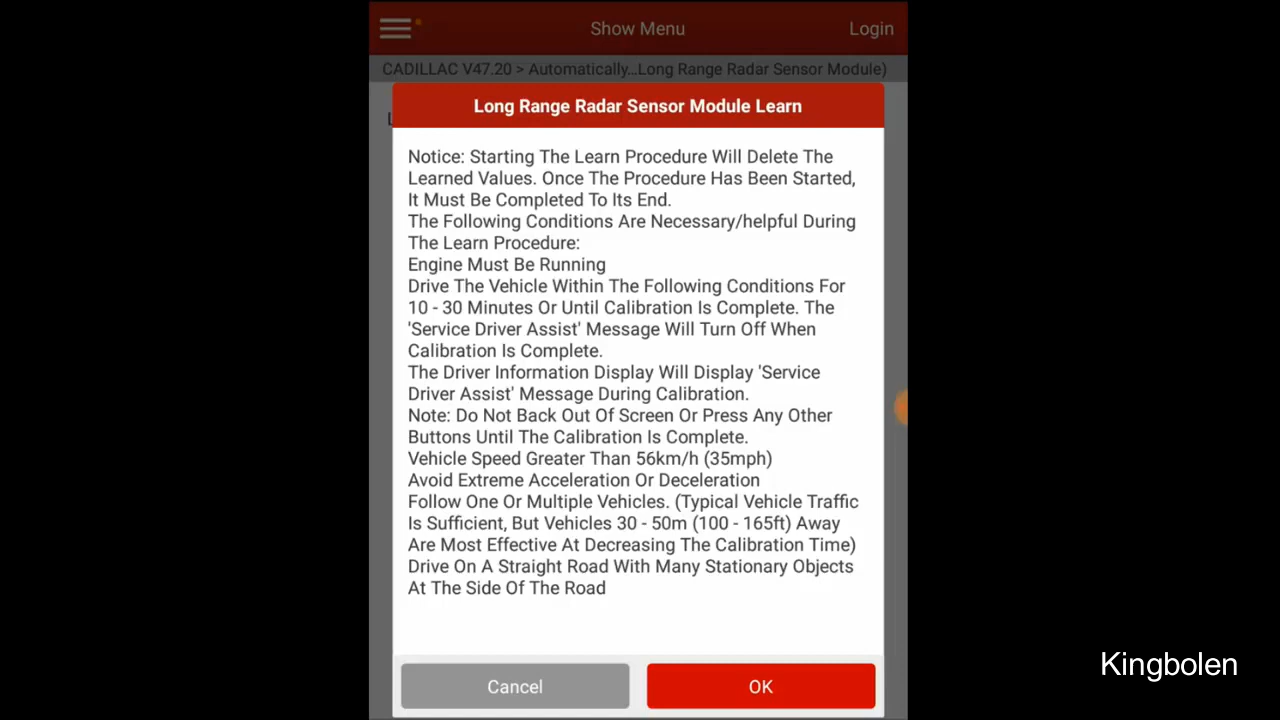 Show Menu
Login
CADILLAC V47.20 > Automatically...Long Range Radar Sensor Module)
Long Range Radar Sensor Module Learn
Notice: Starting The Learn Procedure Will Delete The
Learned Values. Once The Procedure Has Been Started,
It Must Be Completed To Its End.
The Following Conditions Are Necessary/helpful During
The Learn Procedure:
Engine Must Be Running
Drive The Vehicle Within The Following Conditions For
10 - 30 Minutes Or Until Calibration Is Complete. The
'Service Driver Assist' Message Will Turn Off When
Calibration Is Complete.
The Driver Information Display Will Display 'Service
Driver Assist' Message During Calibration.
Note: Do Not Back Out Of Screen Or Press Any Other
Buttons Until The Calibration Is Complete.
Vehicle Speed Greater Than 56km/h (35mph)
Avoid Extreme Acceleration Or Deceleration
Follow One Or Multiple Vehicles. (Typical Vehicle Traffic
Is Sufficient, But Vehicles 30 - 50m (100 - 165ft) Away
Are Most Effective At Decreasing The Calibration Time)
Drive On A Straight Road With Many Stationary Objects
At The Side Of The Road
Cancel
OK
Kingbolen